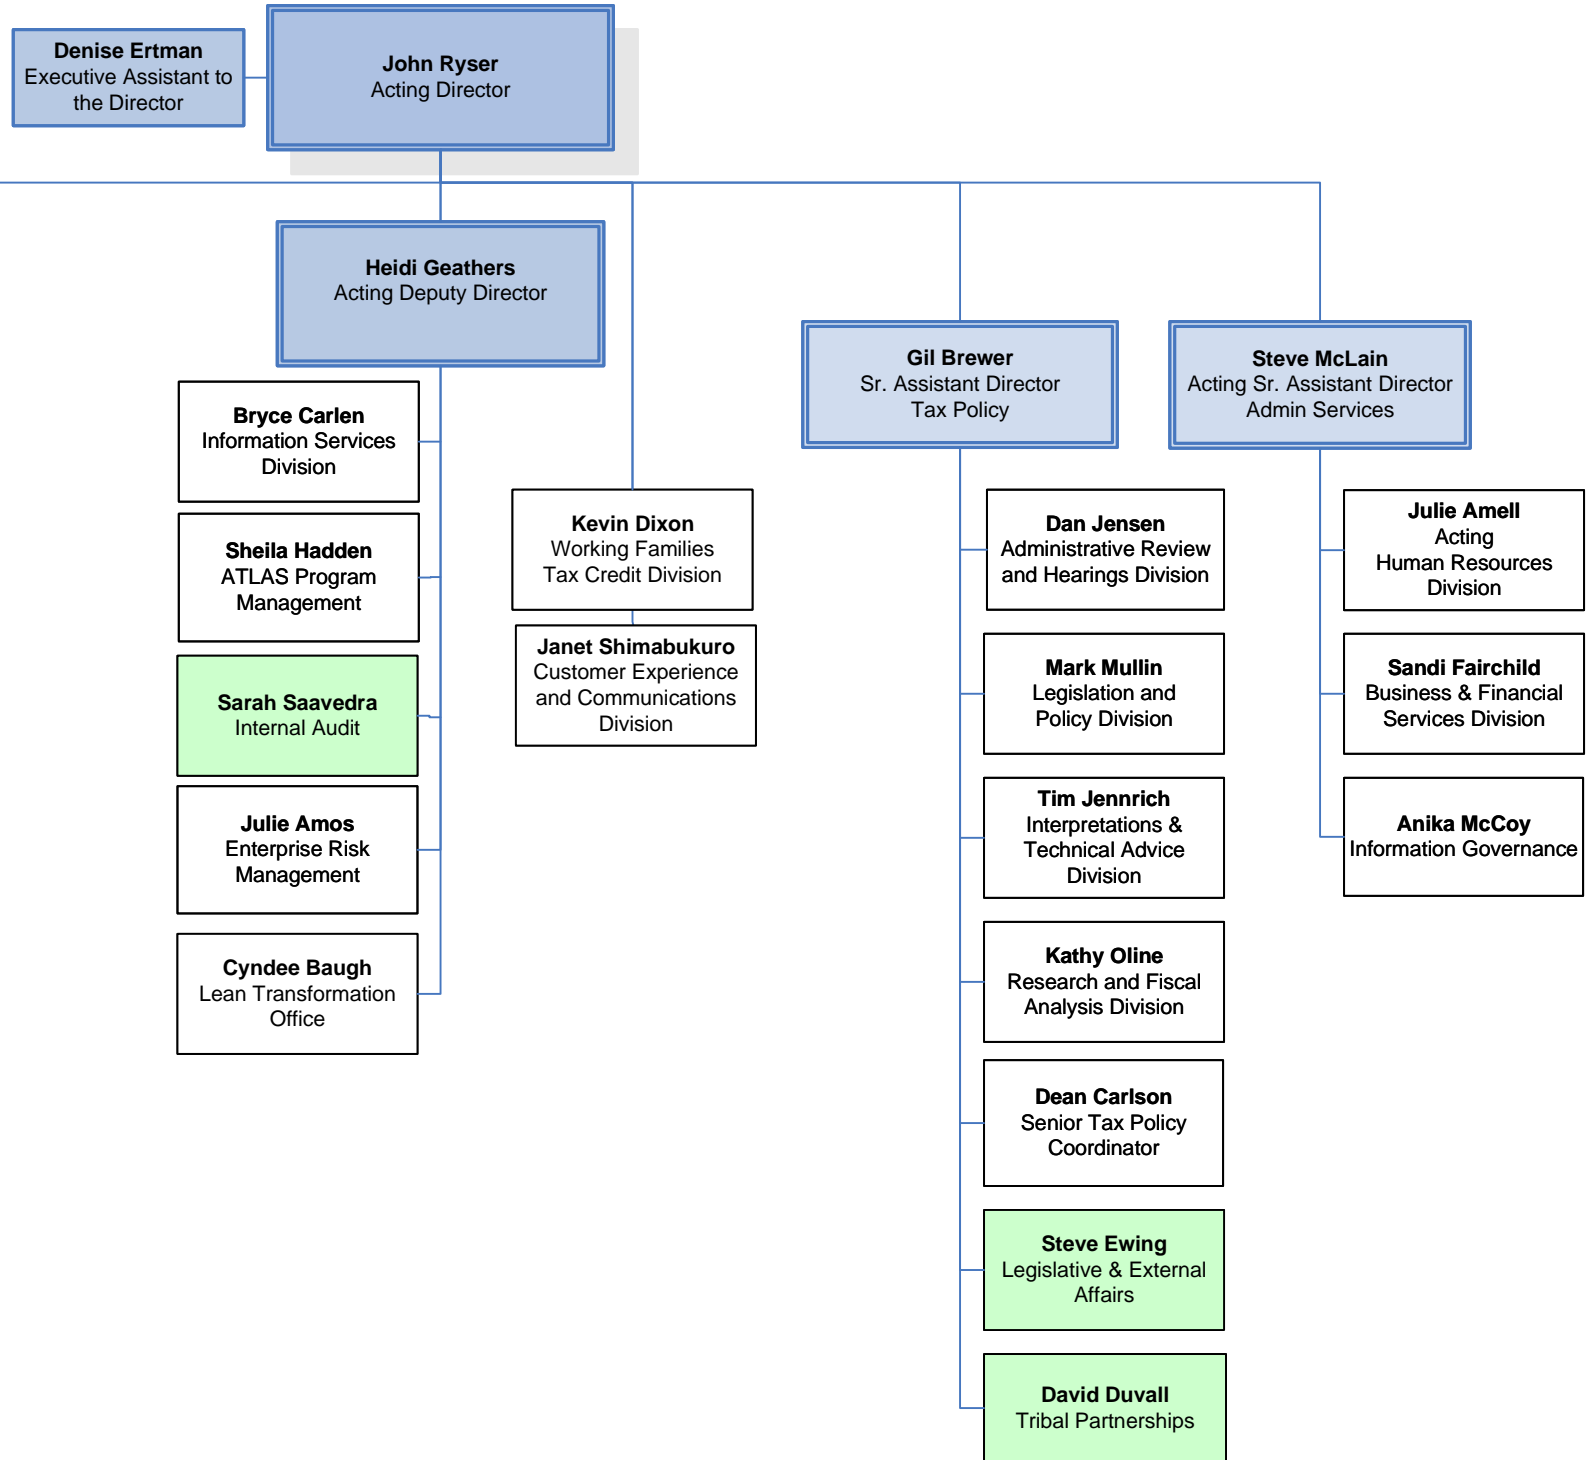 Denise Ertman
Executive Assistant to
the Director
John Ryser
Acting Director
Heidi Geathers
Acting Deputy Director
Gil Brewer
Sr. Assistant Director
Tax Policy
Steve McLain
Acting Sr. Assistant Director
Admin Services
Bryce Carlen
Information Services
Division
Sheila Hadden
ATLAS Program
Management
Sarah Saavedra
Internal Audit
Julie Amos
Enterprise Risk
Management
Cyndee Baugh
Lean Transformation
Office
Kevin Dixon
Working Families
Tax Credit Division
Janet Shimabukuro
Customer Experience
and Communications
Division
Dan Jensen
Administrative Review
and Hearings Division
Mark Mullin
Legislation and
Policy Division
Tim Jennrich
Interpretations &
Technical Advice
Division
Kathy Oline
Research and Fiscal
Analysis Division
Dean Carlson
Senior Tax Policy
Coordinator
Steve Ewing
Legislative & External
Affairs
David Duvall
Tribal Partnerships
Julie Amell
Acting
Human Resources
Division
Sandi Fairchild
Business & Financial
Services Division
Anika McCoy
Information Governance